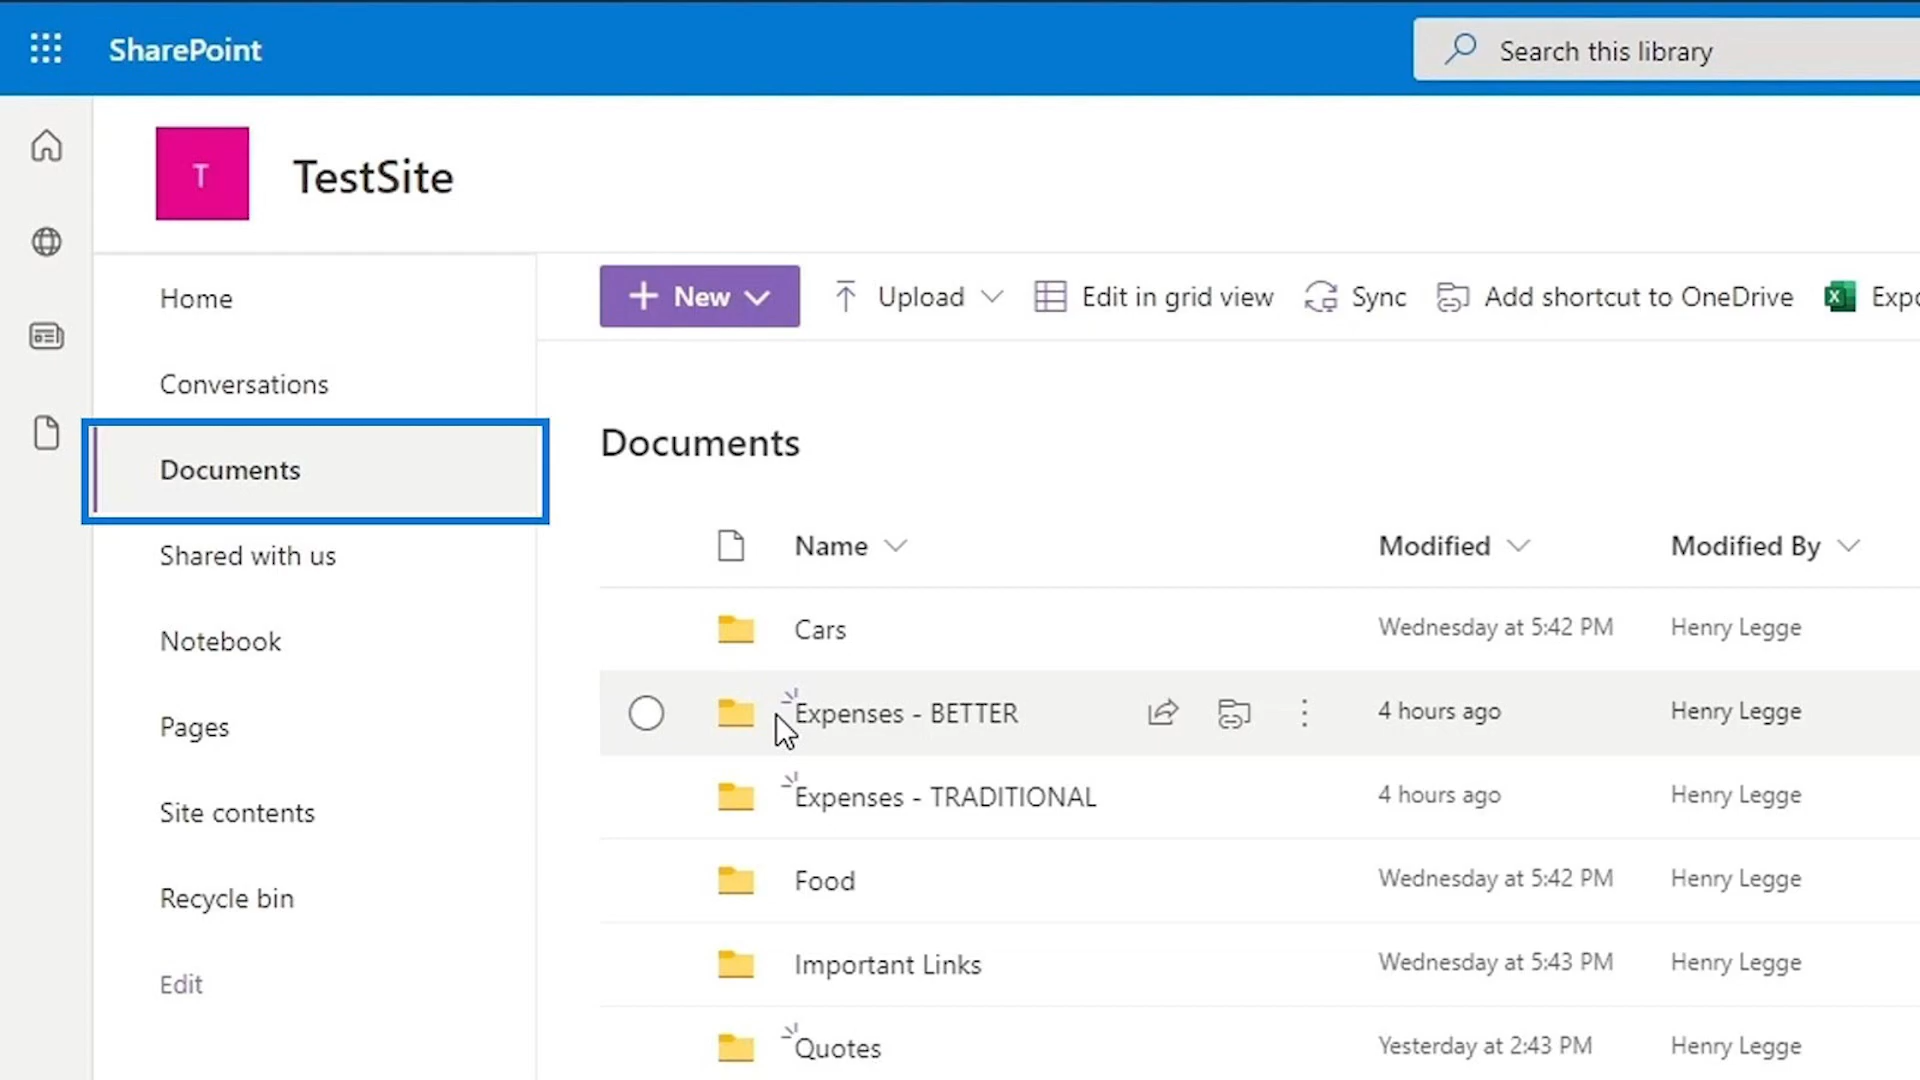 SharePoint
Search this library
T
TestSite
Home
Conversations
Documents
Shared with us
Notebook
Pages
Site contents
Recycle bin
Edit
New
Upload
Edit in grid view
Sync
Add shortcut to OneDrive
Expo
Documents
Name Modified Modified By
Cars Wednesday at 5:42 PM Henry Legge
Expenses - BETTER 4 hours ago Henry Legge
Expenses - TRADITIONAL 4 hours ago Henry Legge
Food Wednesday at 5:42 PM Henry Legge
Important Links Wednesday at 5:43 PM Henry Legge
Quotes Yesterday at 2:43 PM Henry Legge